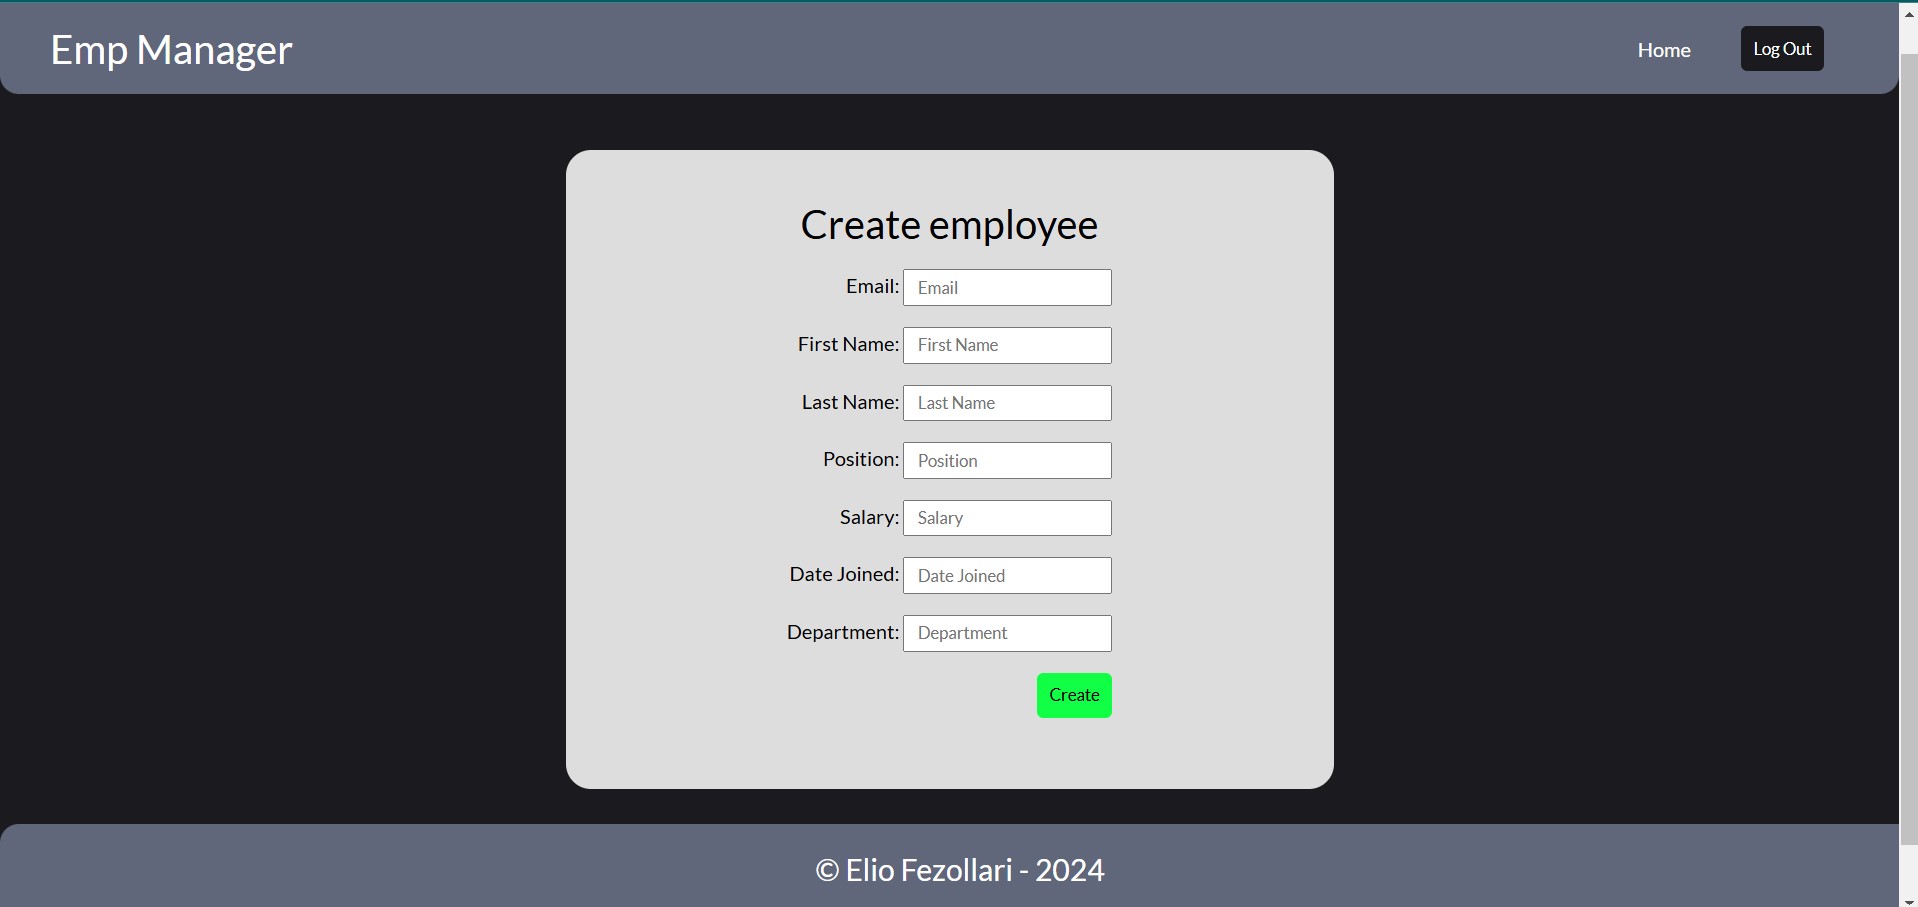 Emp Manager
Home
Log Out
Create employee
Email: Email
First Name: First Name
Last Name: Last Name
Position: Position
Salary: Salary
Date Joined: Date Joined
Department: Department
Create
© Elio Fezollari - 2024